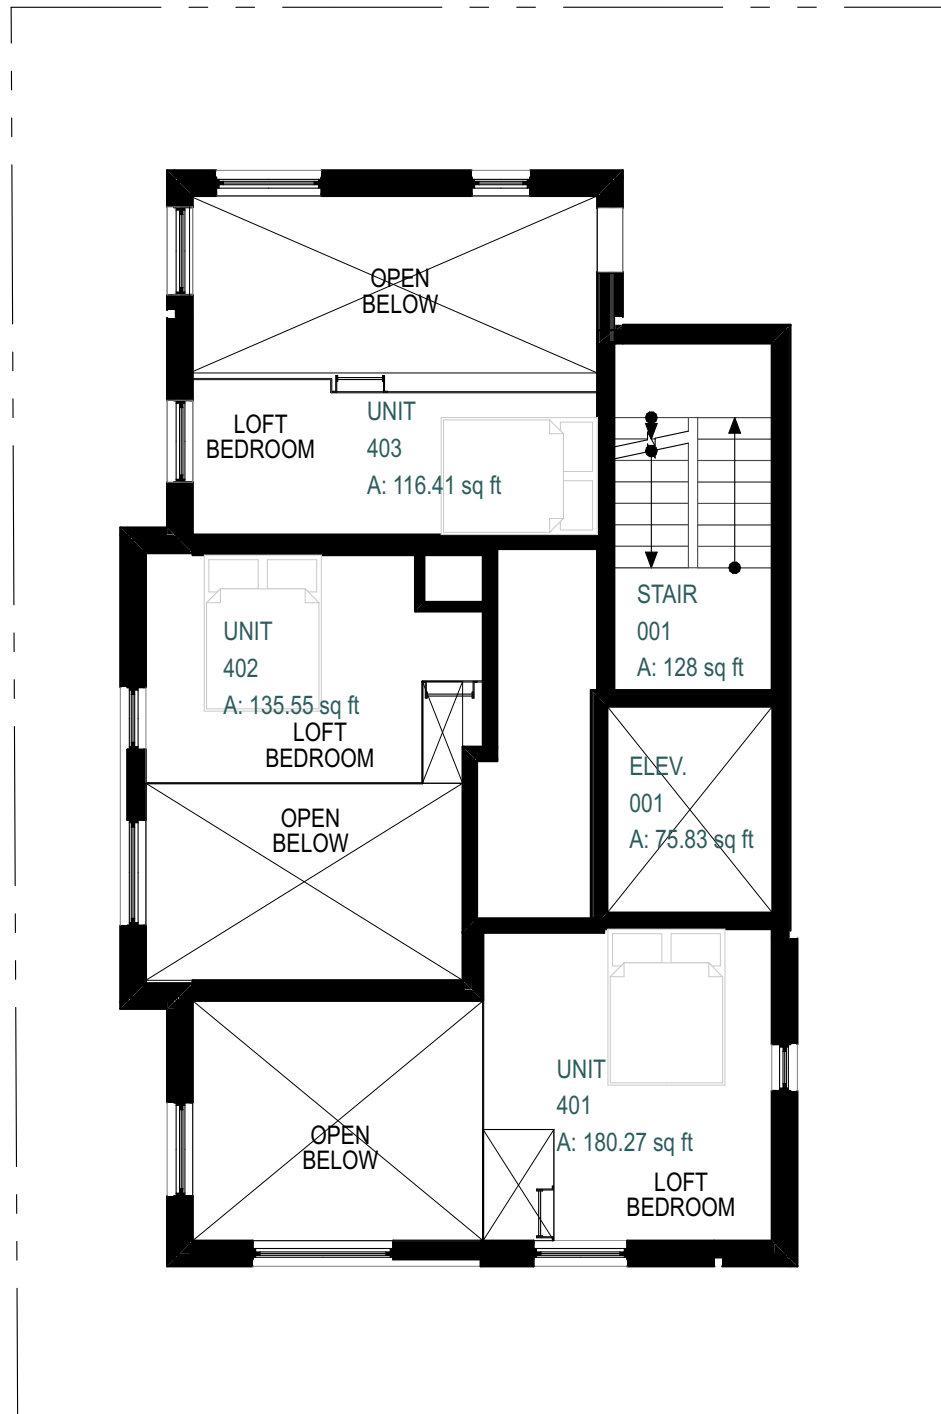 OPEN
BELOW
LOFT
BEDROOM
UNIT
403
A: 116.41 sq ft
STAIR
001
A: 128 sq ft
UNIT
402
A: 135.55 sq ft
LOFT
BEDROOM
ELEV.
001
A: 75.83 sq ft
OPEN
BELOW
UNIT
401
A: 180.27 sq ft
OPEN
BELOW
LOFT
BEDROOM